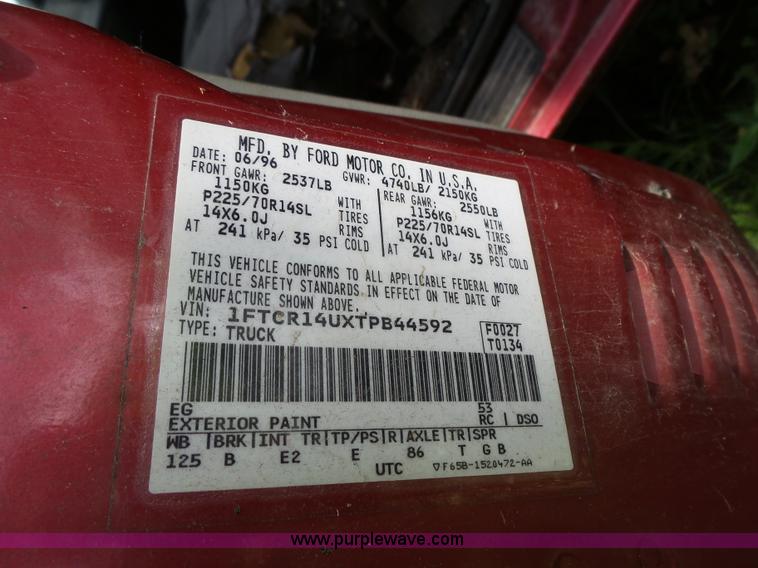 MFD. BY FORD MOTOR CO. IN U.S.A.
DATE: 06/96 GVWR: 4740LB/ 2150KG
FRONT GAWR: 2537LB REAR GAWR: 2550LB
1150KG WITH 1156KG WITH
P225/70R14SL TIRES P225/70R14SL TIRES
14X6.0J RIMS 14X6.0J RIMS
AT 241 kPa/ 35 PSI COLD AT 241 kPa/ 35 PSI COLD
THIS VEHICLE CONFORMS TO ALL APPLICABLE FEDERAL MOTOR
VEHICLE SAFETY STANDARDS IN EFFECT ON THE DATE OF
MANUFACTURE SHOWN ABOVE.
VIN: 1FTCR14UXTPB44592 F0027
TYPE: TRUCK T0134
EG 53
EXTERIOR PAINT RC DSO
WB BRK INT TR TP/PS R AXLE TR SPR
125 B E2 E 86 T GB
UTC F65B-1520472-AA
www.purplewave.com